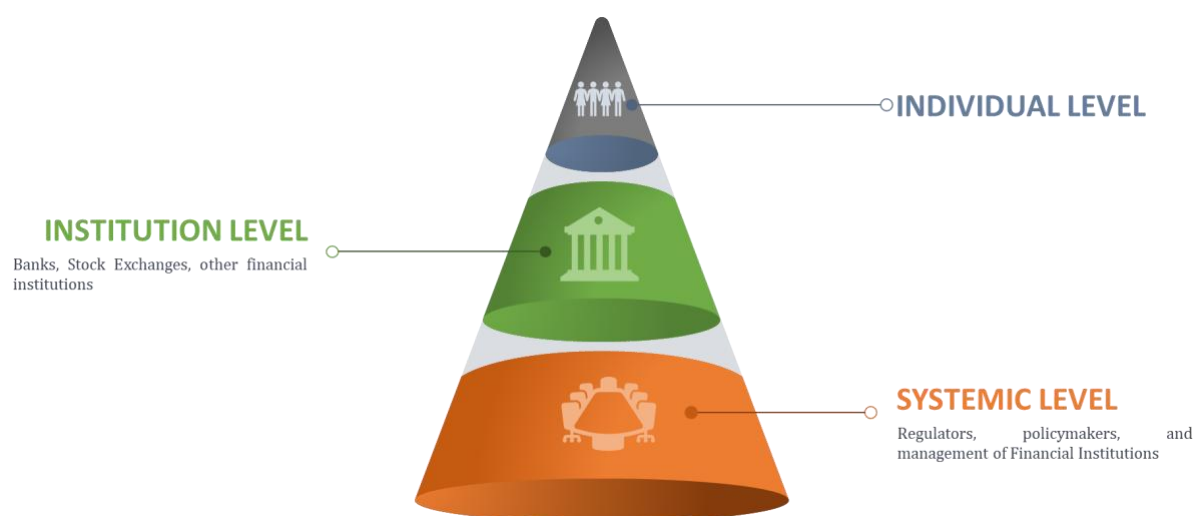 INDIVIDUAL LEVEL
INSTITUTION LEVEL
Banks, Stock Exchanges, other financial
institutions
SYSTEMIC LEVEL
Regulators, policymakers, and
management of Financial Institutions